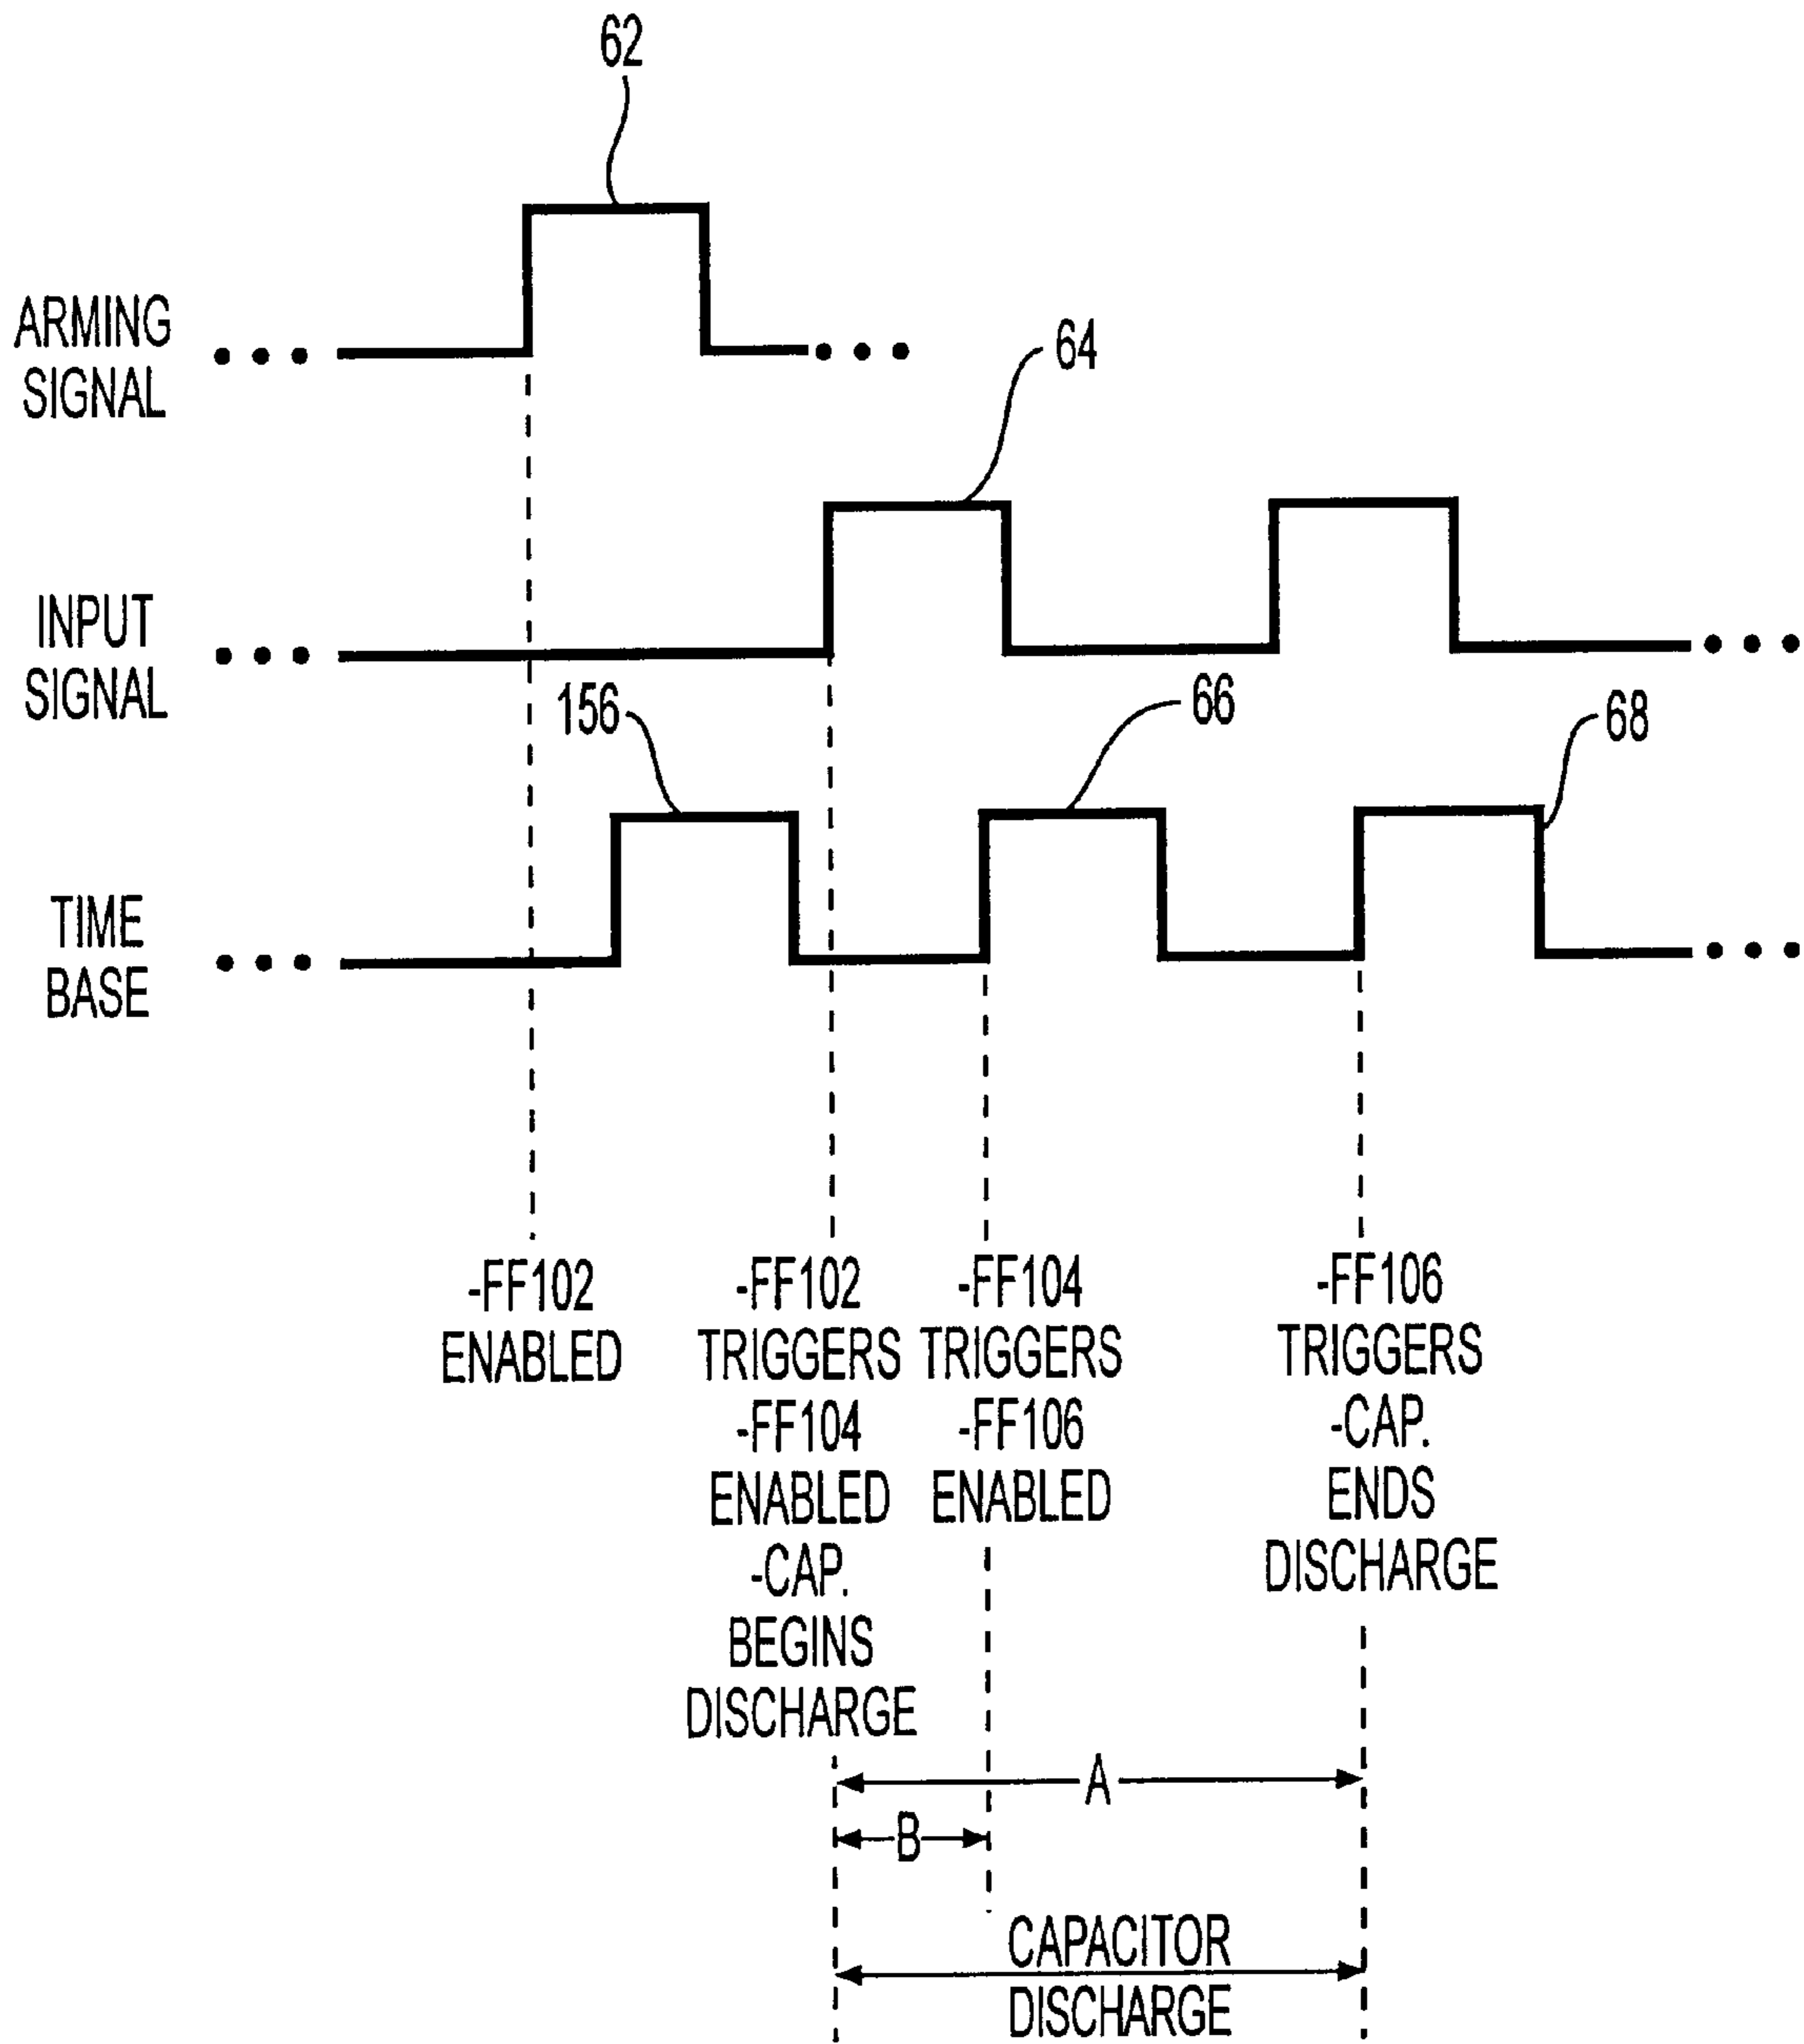 62
ARMING
SIGNAL
64
INPUT
SIGNAL
156
66
68
TIME
BASE
-FF102
ENABLED
-FF102
TRIGGERS
-FF104
ENABLED
-CAP.
BEGINS
DISCHARGE
-FF104
TRIGGERS
-FF106
ENABLED
-FF106
TRIGGERS
-CAP.
ENDS
DISCHARGE
A
B
CAPACITOR
DISCHARGE